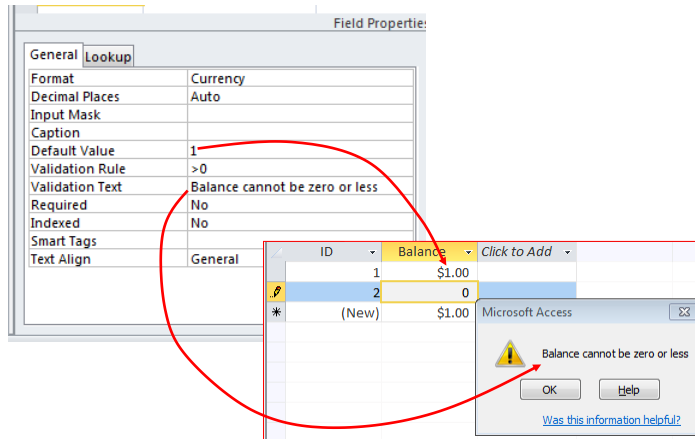 Field Properties
General Lookup
Format Currency
Decimal Places Auto
Input Mask
Caption
Default Value 1
Validation Rule >0
Validation Text Balance cannot be zero or less
Required No
Indexed No
Smart Tags
Text Align General
ID Balance Click to Add
1 $1.00
2 0
(New) $1.00
Microsoft Access
Balance cannot be zero or less
OK Help
Was this information helpful?